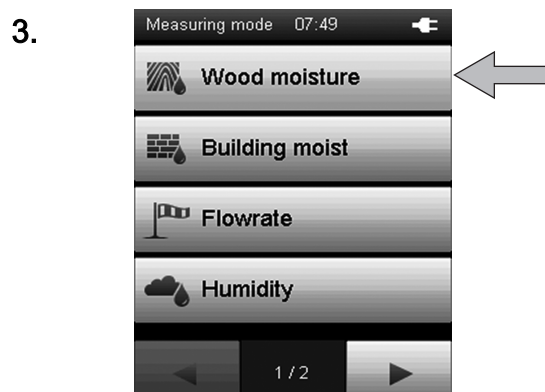 3.
Measuring mode 07:49
Wood moisture
Building moist
Flowrate
Humidity
1 / 2